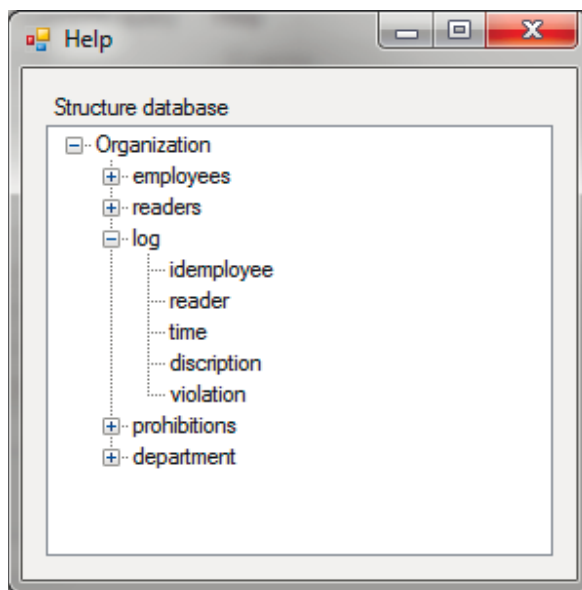 Help
Structure database
Organization
employees
readers
log
idemployee
reader
time
discription
violation
prohibitions
department